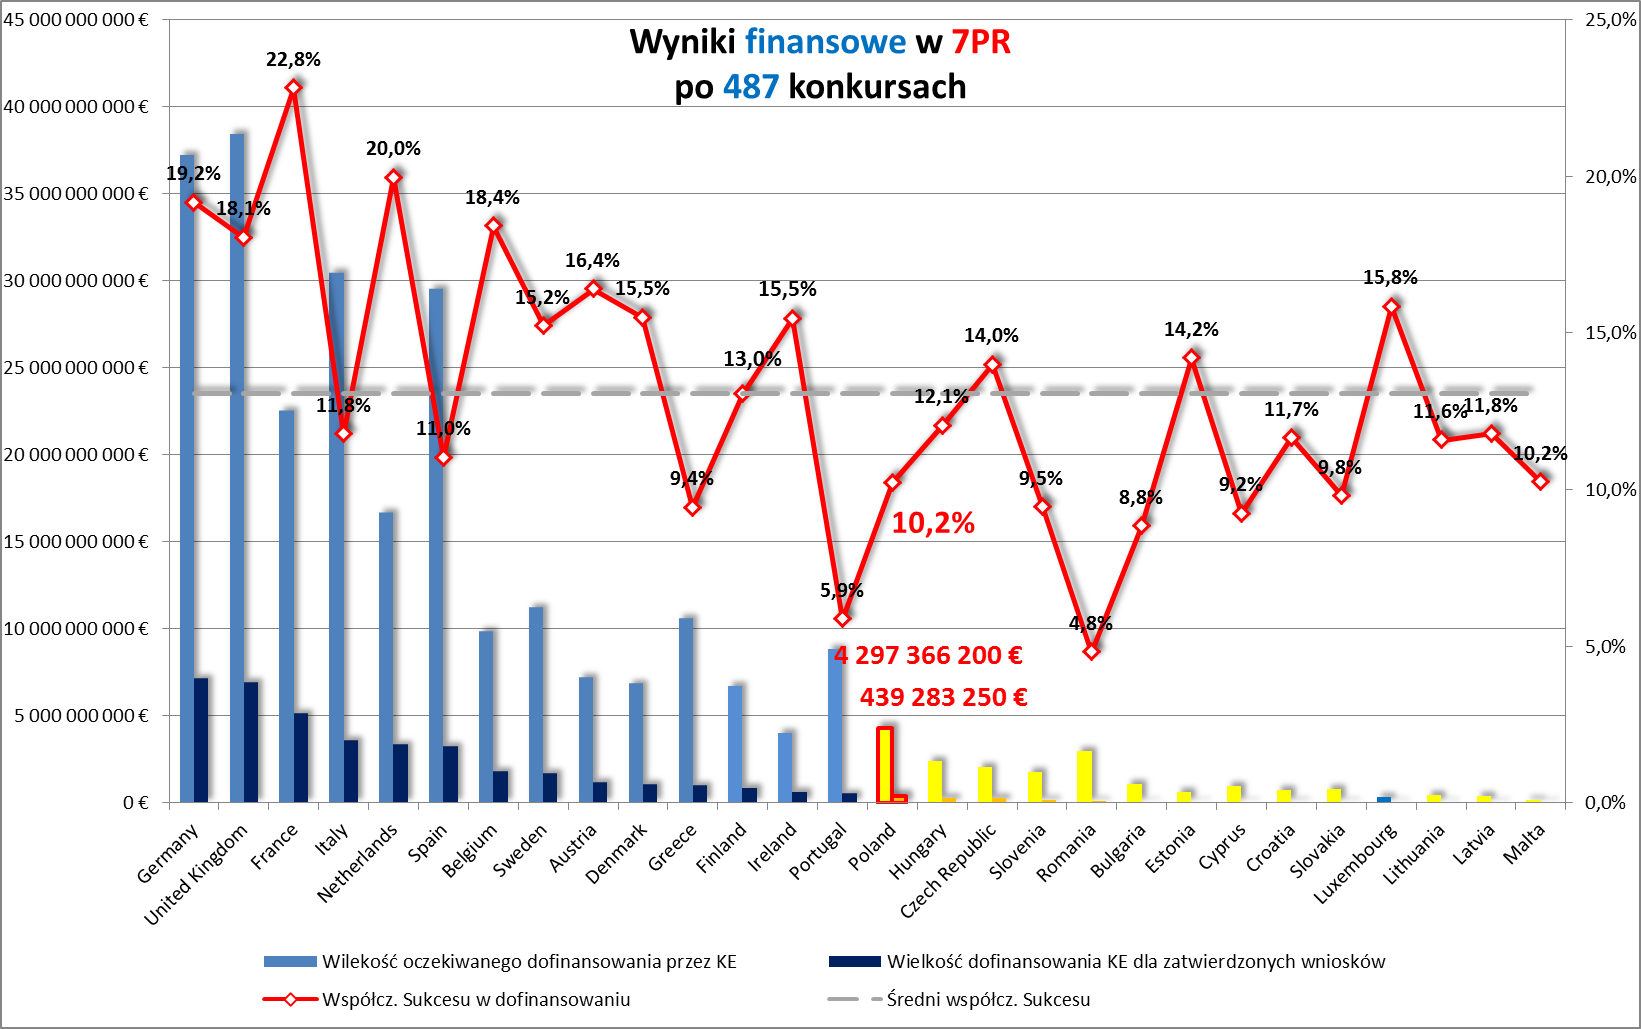 Wyniki finansowe w 7PR
po 487 konkursach
45 000 000 000 €
40 000 000 000 €
35 000 000 000 €
30 000 000 000 €
25 000 000 000 €
20 000 000 000 €
15 000 000 000 €
10 000 000 000 €
5 000 000 000 €
0 €
25,0%
20,0%
15,0%
10,0%
5,0%
0,0%
19,2%
18,1%
22,8%
11,8%
20,0%
11,0%
18,4%
15,2%
16,4%
15,5%
9,4%
13,0%
15,5%
5,9%
10,2%
12,1%
14,0%
9,5%
4,8%
8,8%
14,2%
9,2%
11,7%
9,8%
15,8%
11,6%
11,8%
10,2%
4 297 366 200 €
439 283 250 €
Germany
United Kingdom
France
Italy
Netherlands
Spain
Belgium
Sweden
Austria
Denmark
Greece
Finland
Ireland
Portugal
Poland
Hungary
Czech Republic
Slovenia
Romania
Bulgaria
Estonia
Cyprus
Croatia
Slovakia
Luxembourg
Lithuania
Latvia
Malta
Wilekość oczekiwanego dofinansowania przez KE
Wielkość dofinansowania KE dla zatwierdzonych wniosków
Współcz. Sukcesu w dofinansowaniu
Średni współcz. Sukcesu